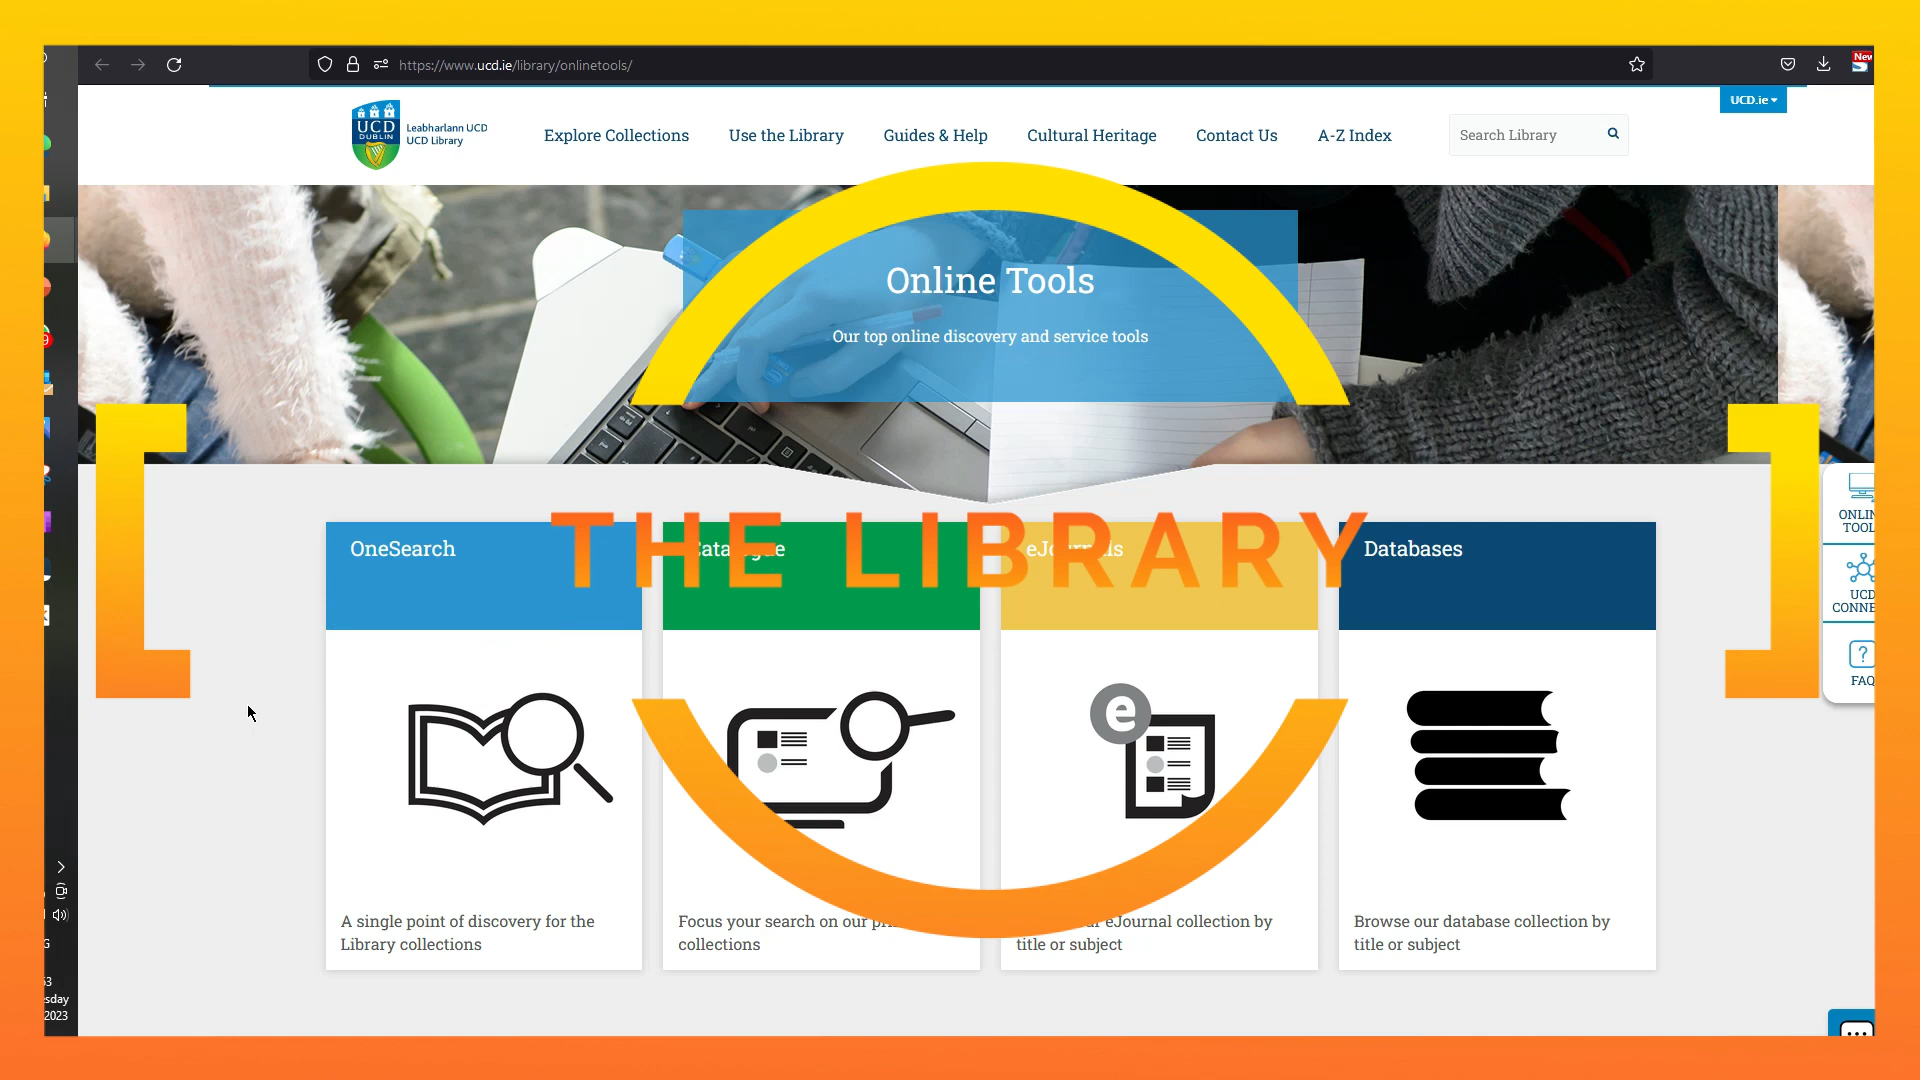 https://www.ucd.ie/library/onlinetools/
New
UCD.ie
UCD
DUBLIN
Leabharlann UCD
UCD Library
Explore Collections
Use the Library
Guides & Help
Cultural Heritage
Contact Us
A-Z Index
Search Library
Online Tools
Our top online discovery and service tools
THE LIBRARY
OneSearch
Databases
UCD
FAQ
e
A single point of discovery for the
Library collections
Focus your search on our
collections
eJournal collection by
title or subject
Browse our database collection by
title or subject
2023